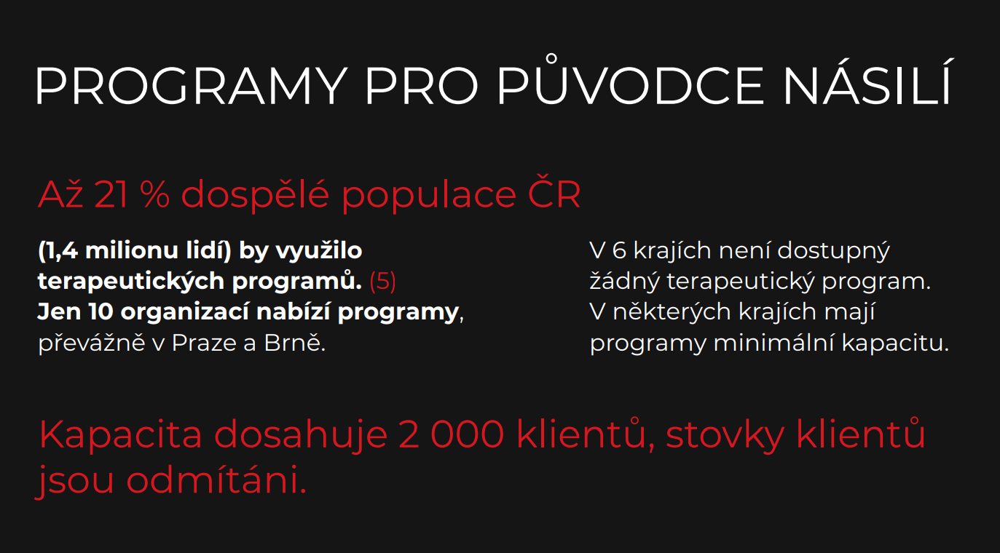 PROGRAMY PRO PŮVODCE NÁSILÍ
Až 21 % dospělé populace ČR
(1,4 milionu lidí) by využilo
terapeutických programů. (5)
Jen 10 organizací nabízí programy,
převážně v Praze a Brně.
V 6 krajích není dostupný
žádný terapeutický program.
V některých krajích mají
programy minimální kapacitu.
Kapacita dosahuje 2 000 klientů, stovky klientů
jsou odmítáni.